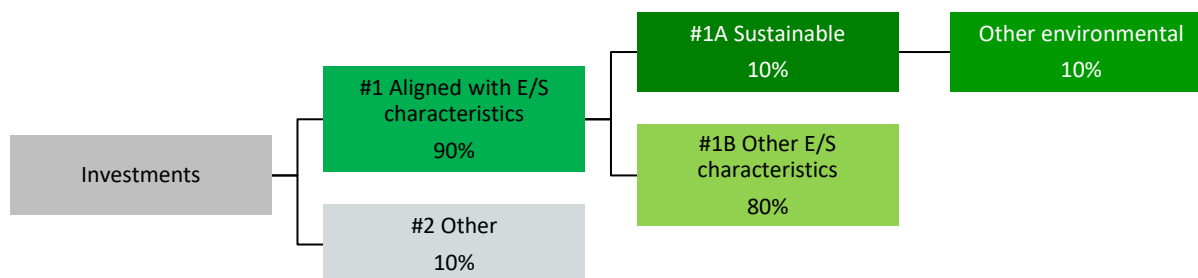 Investments
#1 Aligned with E/S
characteristics
90%
#2 Other
10%
#1A Sustainable
10%
#1B Other E/S
characteristics
80%
Other environmental
10%